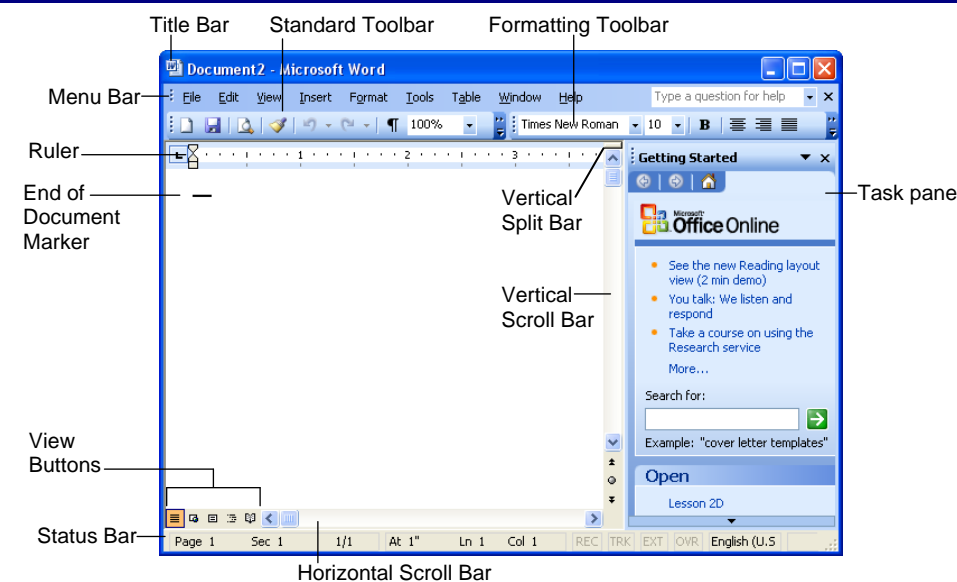 Title Bar
Standard Toolbar
Formatting Toolbar
Document2 - Microsoft Word
Menu Bar
File Edit View Insert Format Tools Table Window Help
Type a question for help
100%
Times New Roman
10
B
Ruler
1 2 3
Getting Started
End of
Document
Marker
Vertical
Split Bar
Task pane
Microsoft
Office Online
See the new Reading layout
view (2 min demo)
You talk: We listen and
respond
Take a course on using the
Research service
More...
Vertical
Scroll Bar
Search for:
Example: "cover letter templates"
View
Buttons
Open
Lesson 2D
Status Bar
Page 1 Sec 1 1/1 At 1" Ln 1 Col 1 REC TRK EXT OVR English (U.S
Horizontal Scroll Bar